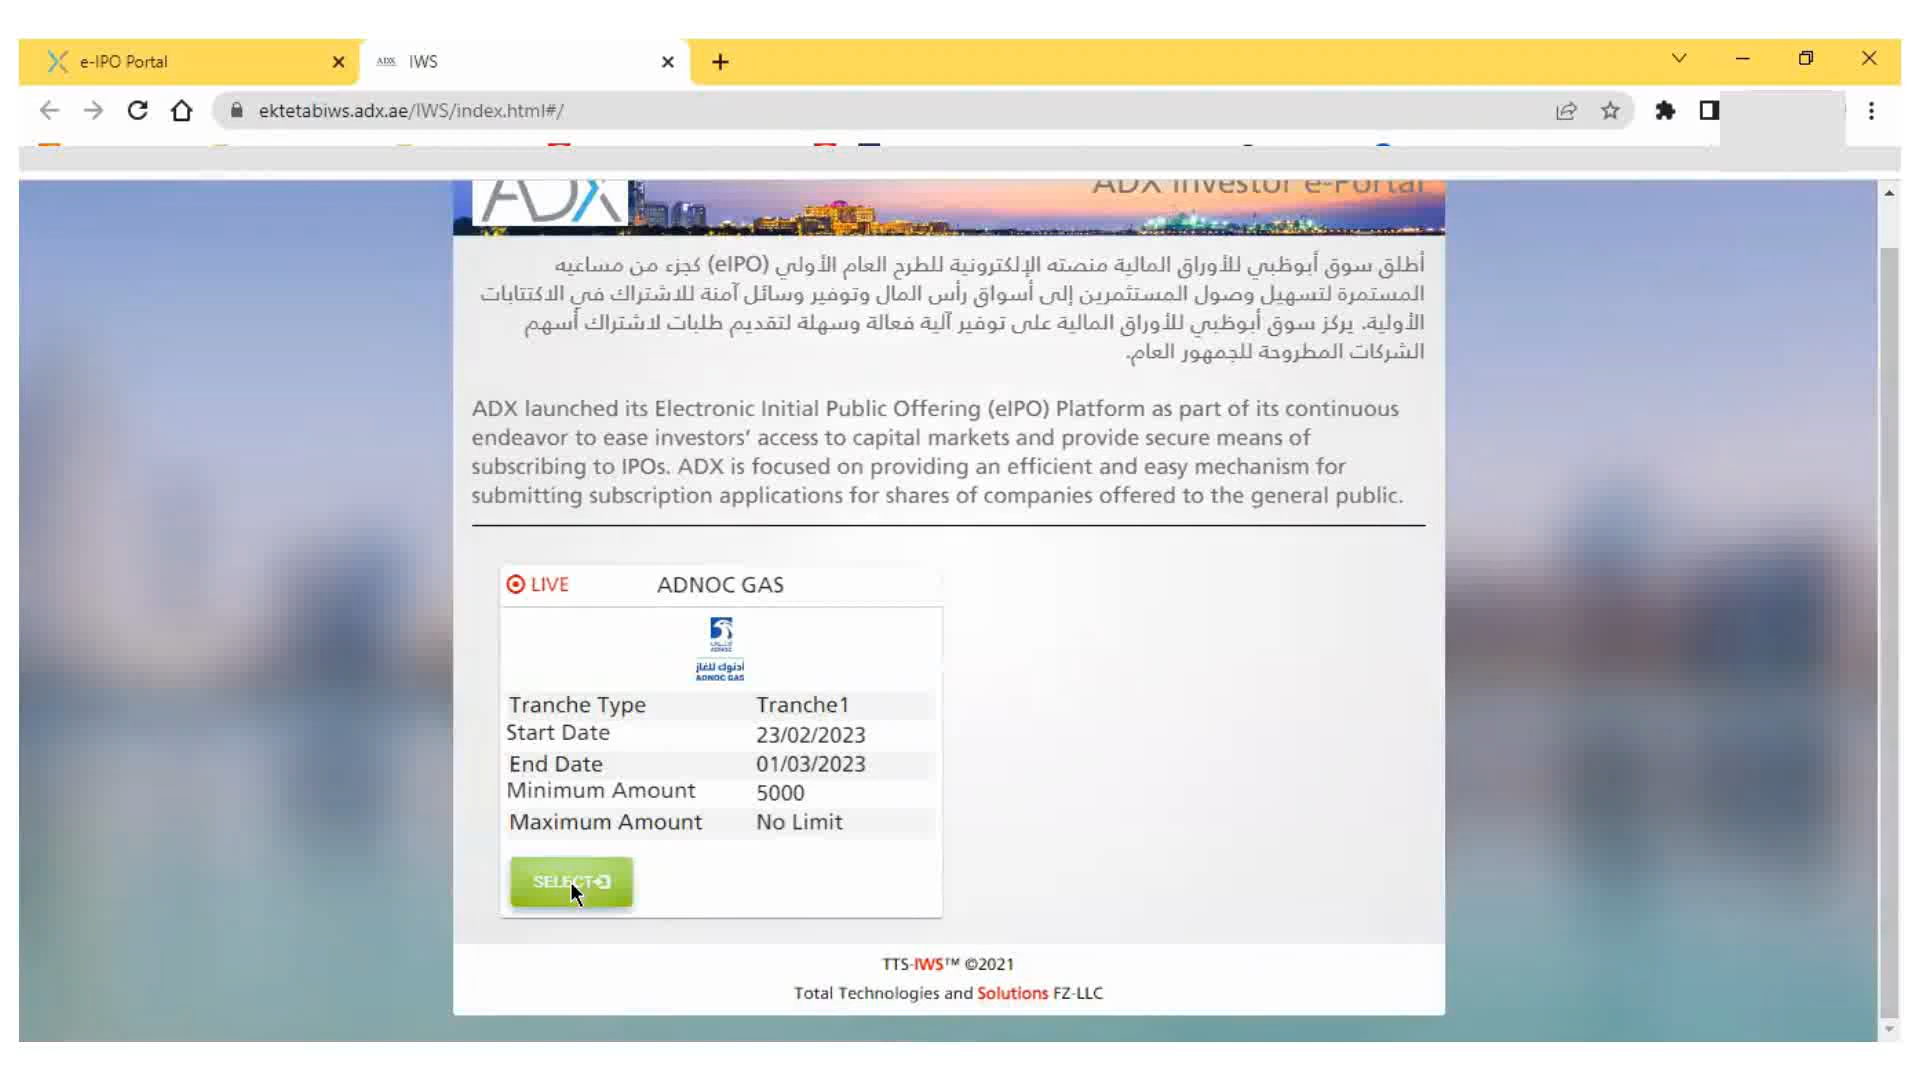 e-IPO Portal
ADX IWS
ektetabiws.adx.ae/IWS/index.html#/
ADX
ADX Investor e-Portal
أطلق سوق أبوظبي للأوراق المالية منصته الإلكترونية للطرح العام الأولي (eIPO) كجزء من مساعيه
المستمرة لتسهيل وصول المستثمرين إلى أسواق رأس المال وتوفير وسائل آمنة للاشتراك في الاكتتابات
الأولية. يركز سوق أبوظبي للأوراق المالية على توفير آلية فعالة وسهلة لتقديم طلبات لاشتراك أسهم
الشركات المطروحة للجمهور العام.
ADX launched its Electronic Initial Public Offering (eIPO) Platform as part of its continuous
endeavor to ease investors’ access to capital markets and provide secure means of
subscribing to IPOs. ADX is focused on providing an efficient and easy mechanism for
submitting subscription applications for shares of companies offered to the general public.
LIVE ADNOC GAS
أدنوك
ADNOC
أدنوك للغاز
ADNOC GAS
Tranche Type Tranche1
Start Date 23/02/2023
End Date 01/03/2023
Minimum Amount 5000
Maximum Amount No Limit
SELECT
TTS-IWS™ ©2021
Total Technologies and Solutions FZ-LLC